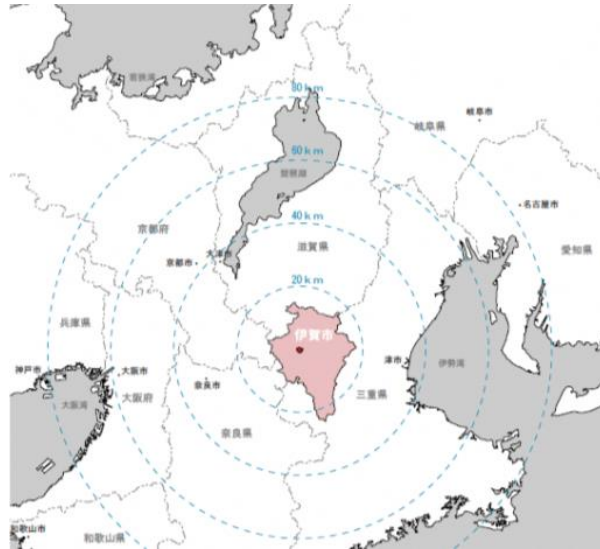 80km
若狭湾
岐阜市
岐阜県
60km
琵琶湖
名古屋市
40km
京都府
滋賀県
愛知県
大津市
京都市
20km
兵庫県
伊賀市
神戸市
大阪市
津市
伊勢湾
大阪湾
大阪府
奈良市
三重県
奈良県
和歌山市
和歌山県